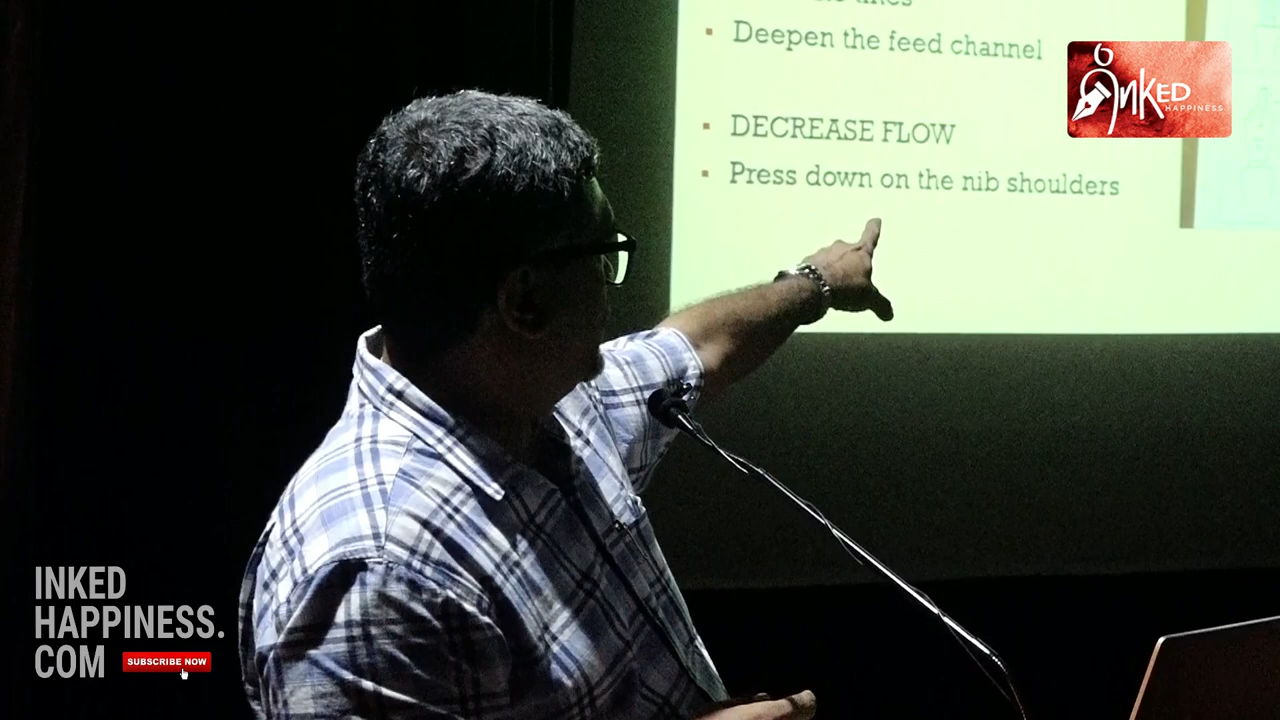 Deepen the feed channel
DECREASE FLOW
Press down on the nib shoulders
inKED
HAPPINESS
INKED
HAPPINESS.
COM
SUBSCRIBE NOW